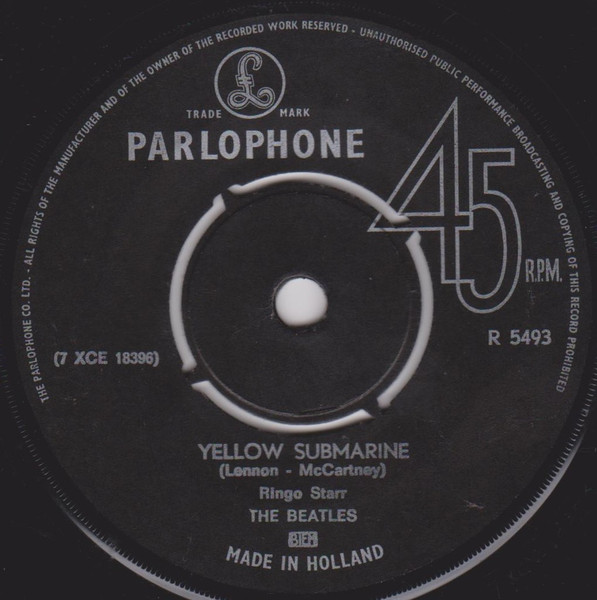 THE PARLOPHONE CO. LTD. - ALL RIGHTS OF THE MANUFACTURER AND OF THE OWNER OF THE RECORDED WORK RESERVED - UNAUTHORISED PUBLIC PERFORMANCE BROADCASTING AND COPYING OF THIS RECORD PROHIBITED
£
TRADE MARK
PARLOPHONE
45
R.P.M.
R 5493
(7 XCE 18396)
YELLOW SUBMARINE
(Lennon - McCartney)
Ringo Starr
THE BEATLES
BIEM
MADE IN HOLLAND